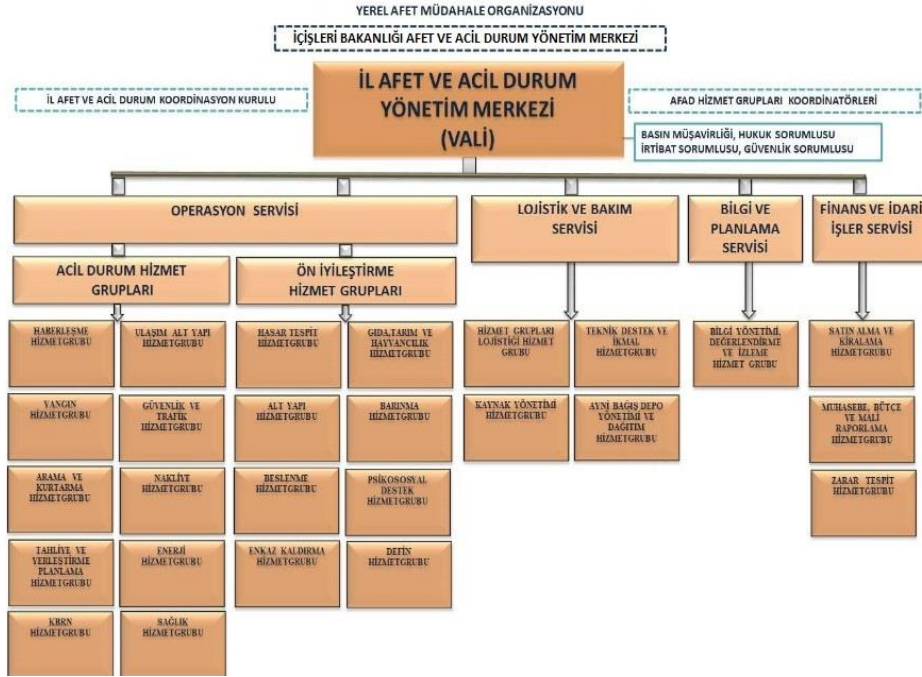 YEREL AFET MÜDAHALE ORGANİZASYONU
İÇİŞLERİ BAKANLIĞI AFET VE ACİL DURUM YÖNETİM MERKEZİ
İL AFET VE ACİL DURUM
YÖNETİM MERKEZİ
(VALİ)
İL AFET VE ACİL DURUM KOORDİNASYON KURULU
AFAD HİZMET GRUPLARI KOORDİNATÖRLERİ
BASIN MÜŞAVİRLİĞİ, HUKUK SORUMLUSU
İRTİBAT SORUMLUSU, GÜVENLİK SORUMLUSU
OPERASYON SERVİSİ
ACİL DURUM HİZMET
GRUPLARI
HABERLEŞME
HİZMETGRUBU
ULAŞIM ALT YAPI
HİZMETGRUBU
YANGIN
HİZMETGRUBU
GÜVENLİK VE
TRAFİK
HİZMETGRUBU
ARAMA VE
KURTARMA
HİZMETGRUBU
NAKLİYE
HİZMETGRUBU
TAHLİYE VE
YERLEŞTİRME
PLANLAMA
HİZMETGRUBU
ENERJİ
HİZMETGRUBU
KBRN
HİZMETGRUBU
SAĞLIK
HİZMETGRUBU
ÖN İYİLEŞTİRME
HİZMET GRUPLARI
HASAR TESPİT
HİZMETGRUBU
GIDA,TARIM VE
HAYVANCILIK
HİZMETGRUBU
ALT YAPI
HİZMETGRUBU
BARINMA
HİZMETGRUBU
BESLENME
HİZMETGRUBU
PSİKOSOSYAL
DESTEK
HİZMETGRUBU
ENKAZ KALDIRMA
HİZMETGRUBU
DEFİN
HİZMETGRUBU
LOJİSTİK VE BAKIM
SERVİSİ
HİZMET GRUPLARI
LOJİSTİĞİ HİZMET
GRUBU
TEKNİK DESTEK VE
İKMAL
HİZMETGRUBU
KAYNAK YÖNETİMİ
HİZMETGRUBU
AYNİ BAĞIŞ DEPO
YÖNETİMİ VE
DAĞITIM
HİZMETGRUBU
BİLGİ VE
PLANLAMA
SERVİSİ
BİLGİ YÖNETİMİ,
DEĞERLENDİRME
VE İZLEME
HİZMET GRUBU
FİNANS VE İDARİ
İŞLER SERVİSİ
SATIN ALMA VE
KİRALAMA
HİZMETGRUBU
MUHASEBE, BÜTÇE
VE MALİ
RAPORLAMA
HİZMETGRUBU
ZARAR TESPİT
HİZMETGRUBU